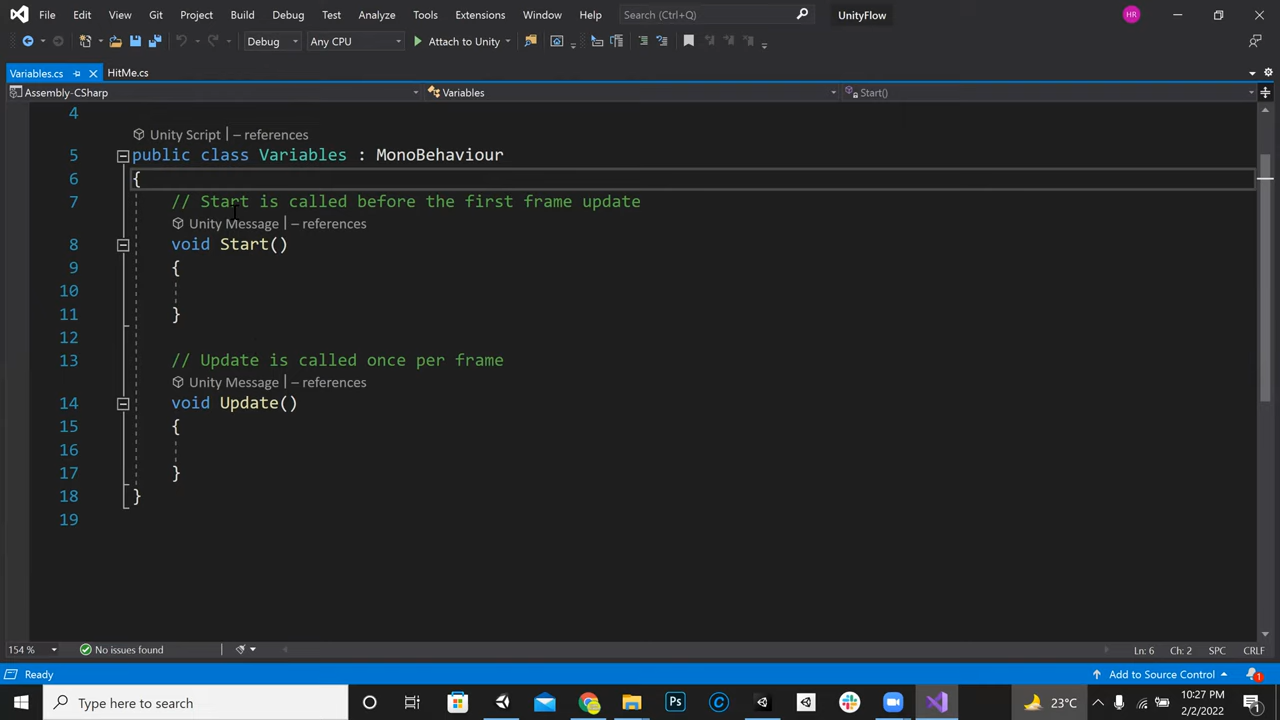 File Edit View Git Project Build Debug Test Analyze Tools Extensions Window Help Search (Ctrl+Q) UnityFlow HR
Debug Any CPU Attach to Unity
Variables.cs HitMe.cs
Assembly-CSharp Variables Start()
4
Unity Script | – references
5 public class Variables : MonoBehaviour
6 {
7 // Start is called before the first frame update
Unity Message | – references
8 void Start()
9 {
10
11 }
12
13 // Update is called once per frame
Unity Message | – references
14 void Update()
15 {
16
17 }
18 }
19
154 % No issues found Ln: 6 Ch: 2 SPC CRLF
Ready Add to Source Control 1
Type here to search Ps 23°C 10:27 PM
2/2/2022 1